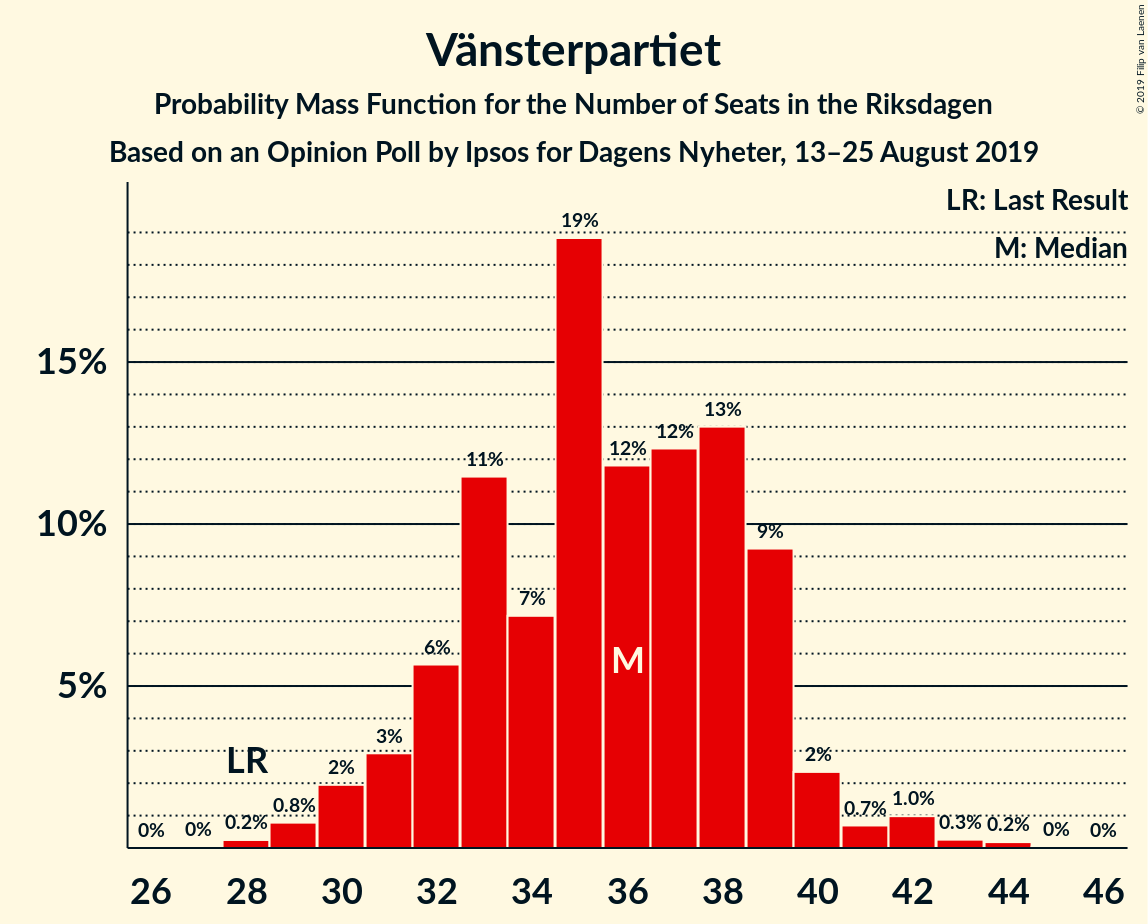 Vänsterpartiet
Probability Mass Function for the Number of Seats in the Riksdagen
Based on an Opinion Poll by Ipsos for Dagens Nyheter, 13–25 August 2019
© 2019 Filip van Laenen
LR: Last Result
M: Median
15%
10%
5%
0% 0% 0.2% 0.8% 2% 3% 6% 11% 7% 19% 12% 12% 13% 9% 2% 0.7% 1.0% 0.3% 0.2% 0% 0%
LR
M
26 28 30 32 34 36 38 40 42 44 46